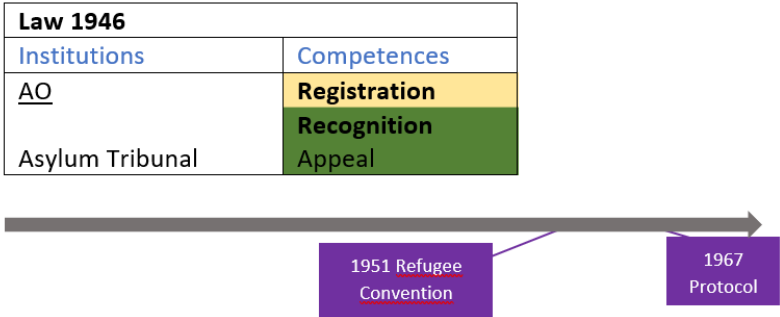 Law 1946
Institutions Competences
AO Registration
Recognition
Asylum Tribunal Appeal
1951 Refugee
Convention
1967
Protocol